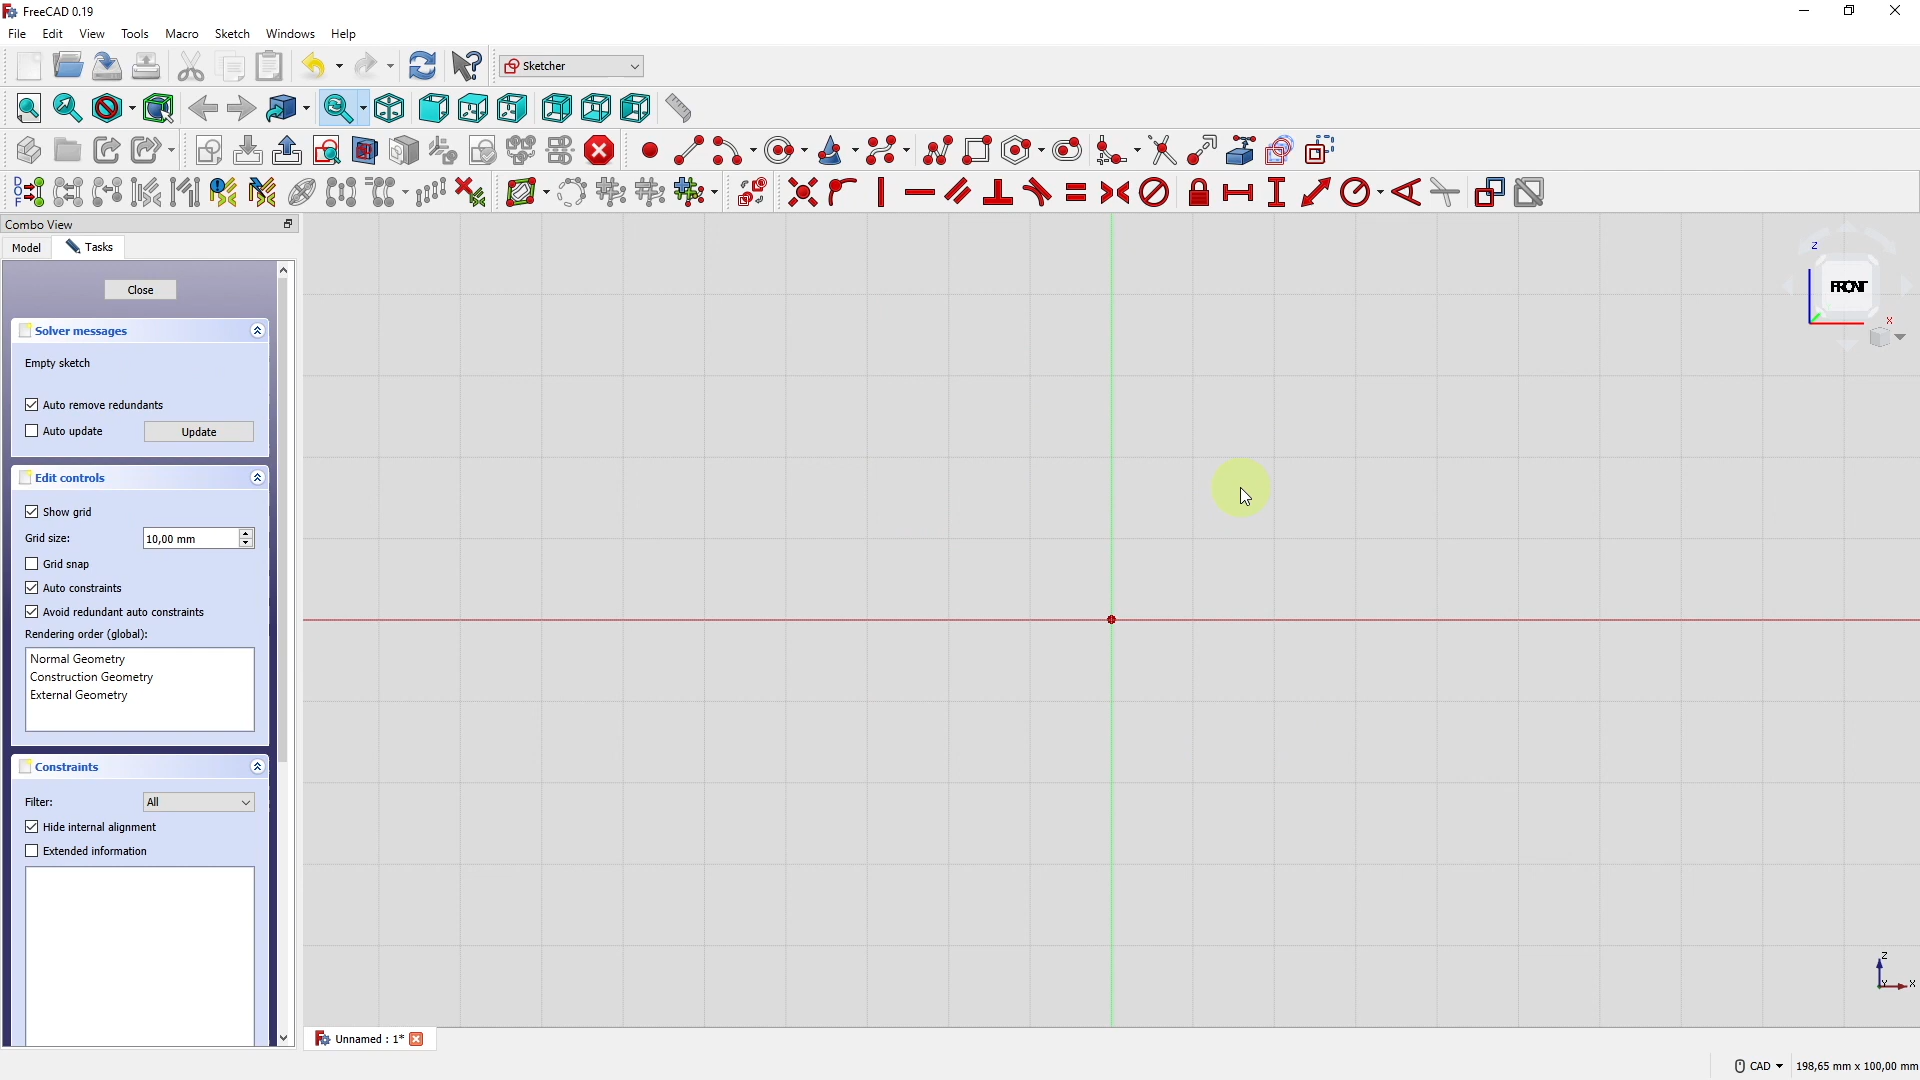 FreeCAD 0.19
File Edit View Tools Macro Sketch Windows Help
Sketcher
Combo View
Model Tasks
Close
Solver messages
Empty sketch
Auto remove redundants
Auto update Update
Edit controls
Show grid
Grid size: 10,00 mm
Grid snap
Auto constraints
Avoid redundant auto constraints
Rendering order (global):
Normal Geometry
Construction Geometry
External Geometry
Constraints
Filter: All
Hide internal alignment
Extended information
Z
FRONT
X
Z
Y X
Unnamed : 1*
CAD 198,65 mm x 100,00 mm